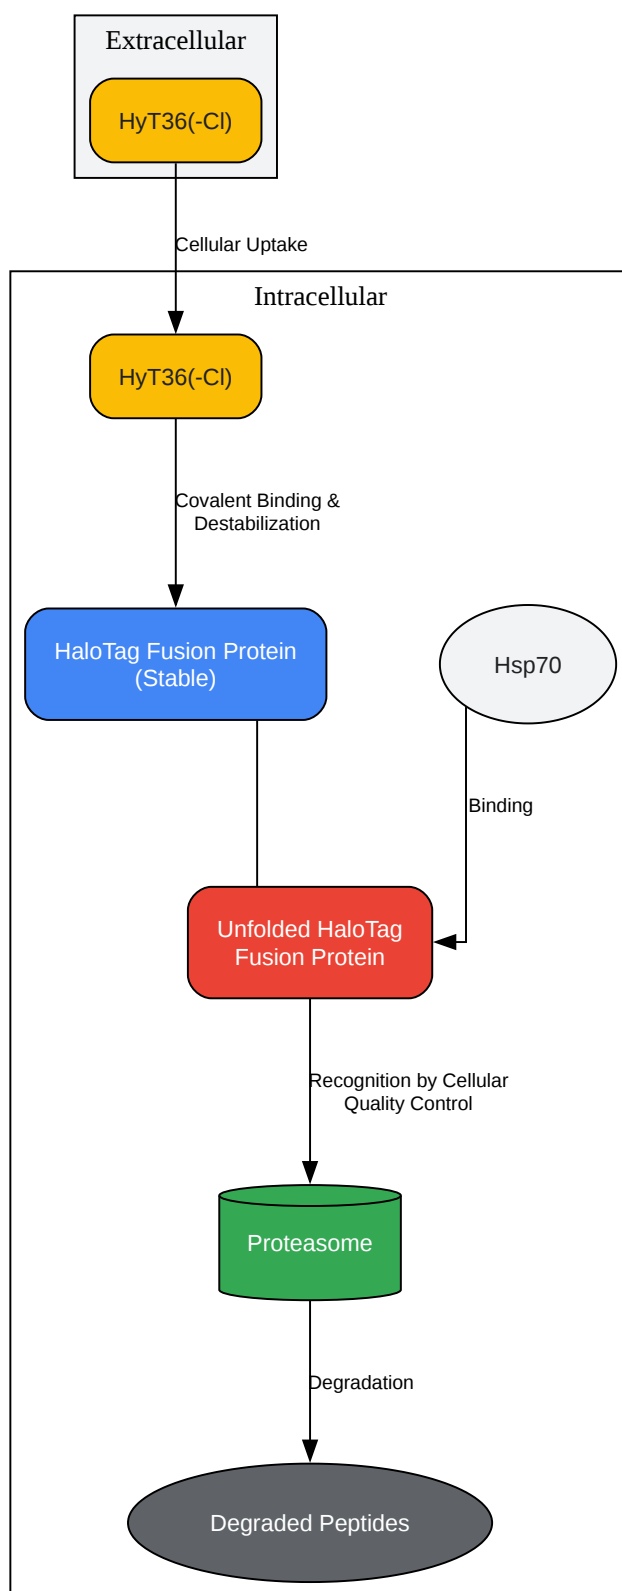 Extracellular
HyT36(-Cl)
Cellular Uptake
Intracellular
HyT36(-Cl)
Covalent Binding &
Destabilization
HaloTag Fusion Protein
(Stable)
Hsp70
Binding
Unfolded HaloTag
Fusion Protein
Recognition by Cellular
Quality Control
Proteasome
Degradation
Degraded Peptides